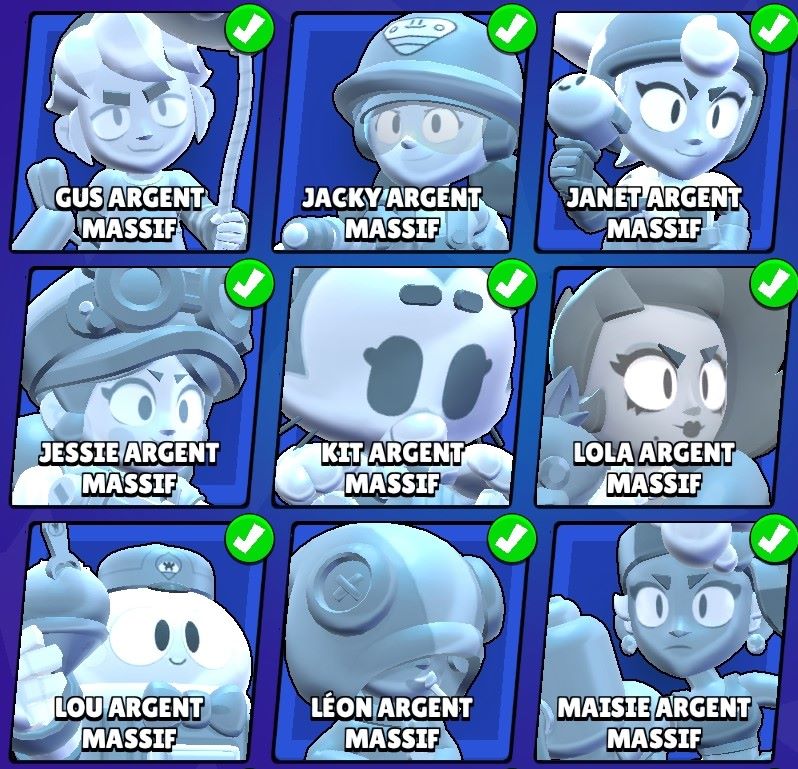 GUS ARGENT
MASSIF
JACKY ARGENT
MASSIF
JANET ARGENT
MASSIF
JESSIE ARGENT
MASSIF
KIT ARGENT
MASSIF
LOLA ARGENT
MASSIF
LOU ARGENT
MASSIF
LÉON ARGENT
MASSIF
MAISIE ARGENT
MASSIF